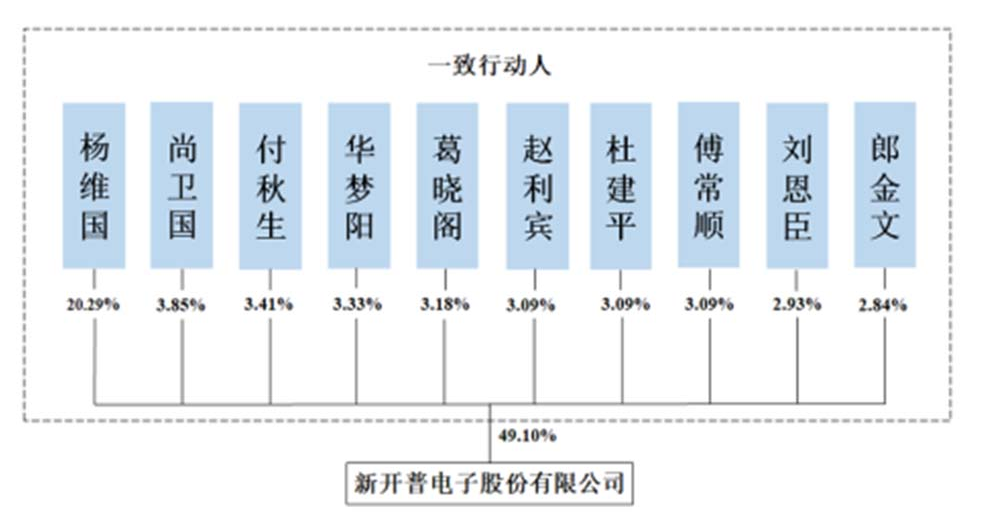 一致行动人
杨维国
尚卫国
付秋生
华梦阳
葛晓阁
赵利宾
杜建平
傅常顺
刘恩臣
郎金文
20.29%
3.85%
3.41%
3.33%
3.18%
3.09%
3.09%
3.09%
2.93%
2.84%
49.10%
新开普电子股份有限公司